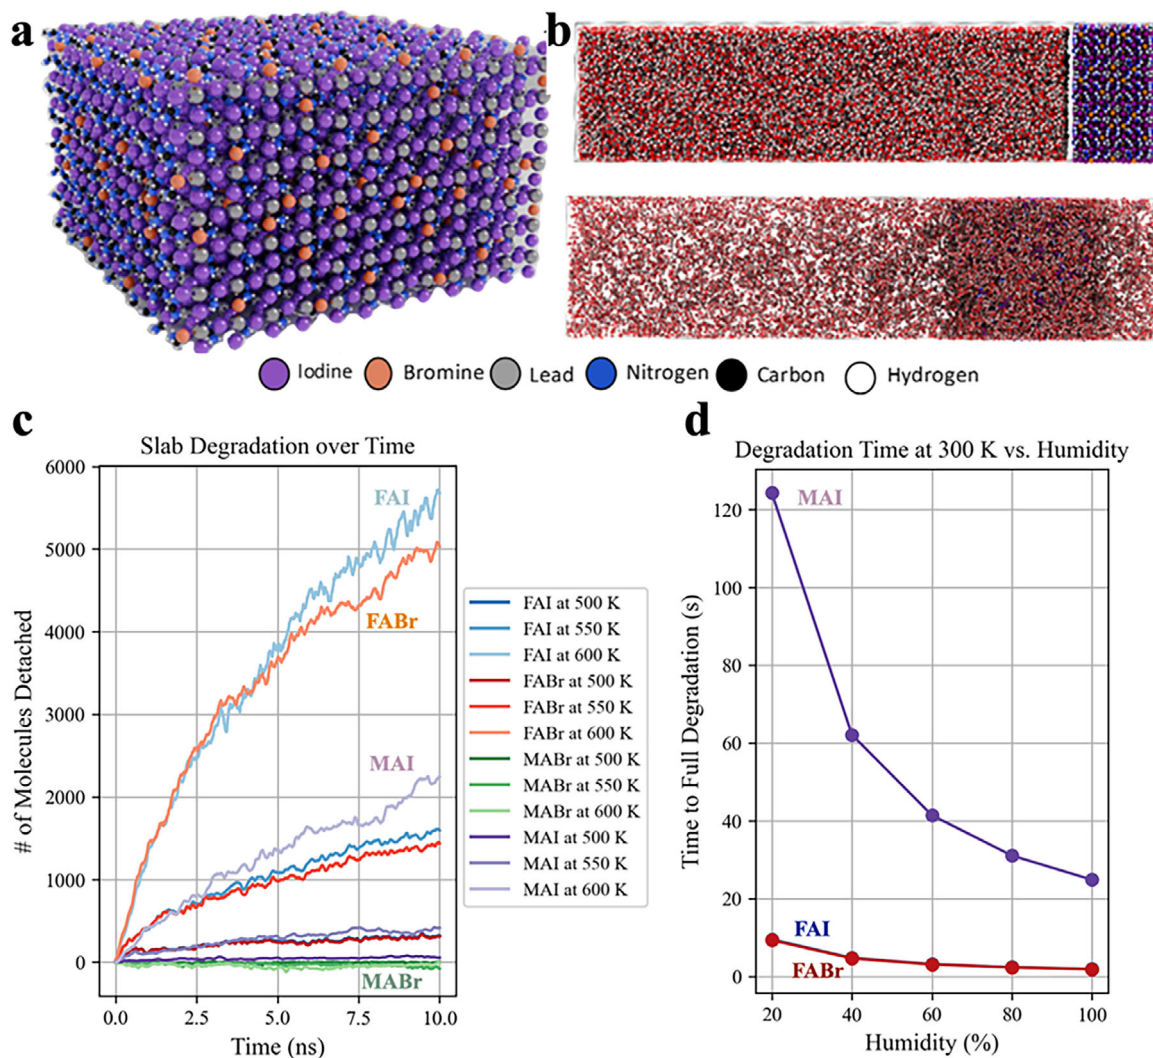 a
b
Iodine
Bromine
Lead
Nitrogen
Carbon
Hydrogen
c
Slab Degradation over Time
6000
5000
4000
3000
2000
1000
0
# of Molecules Detached
FAI
FABr
MAI
MABr
0.0
2.5
5.0
7.5
10.0
Time (ns)
FAI at 500 K
FAI at 550 K
FAI at 600 K
FABr at 500 K
FABr at 550 K
FABr at 600 K
MABr at 500 K
MABr at 550 K
MABr at 600 K
MAI at 500 K
MAI at 550 K
MAI at 600 K
d
Degradation Time at 300 K vs. Humidity
120
100
80
60
40
20
0
Time to Full Degradation (s)
MAI
FAI
FABr
20
40
60
80
100
Humidity (%)